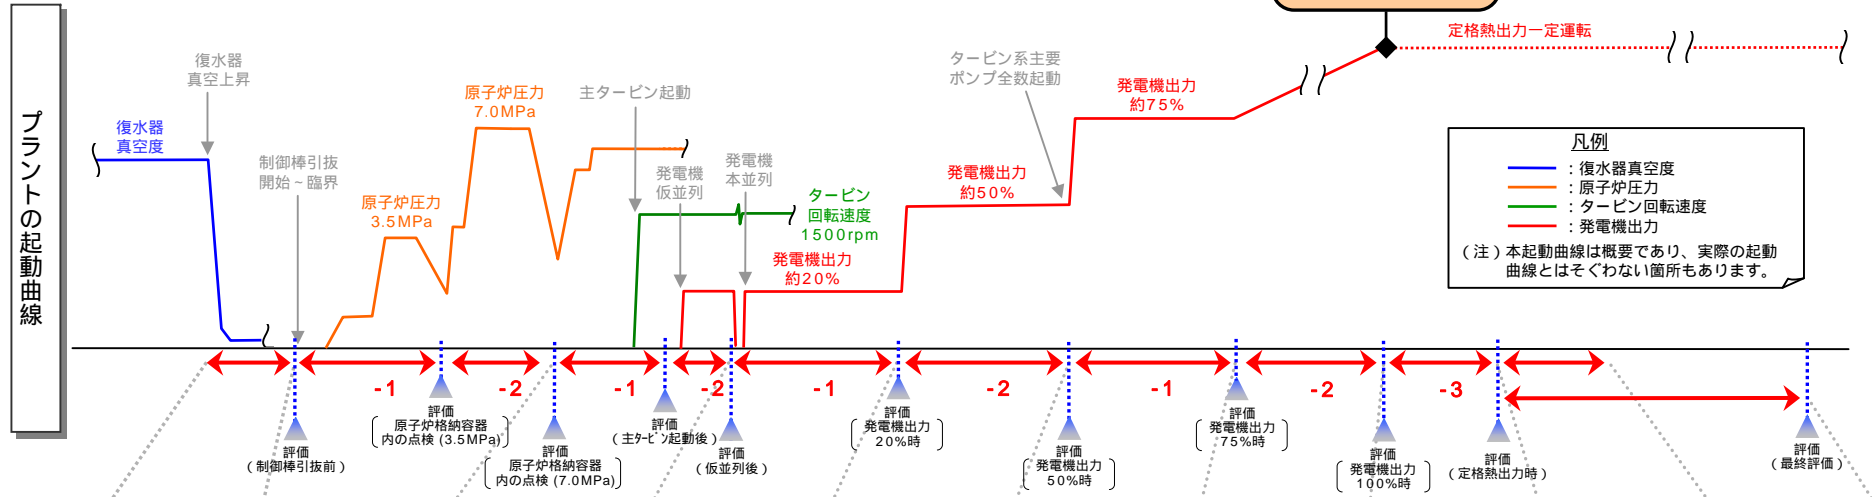 プラントの起動曲線
復水器
真空上昇
復水器
真空度
制御棒引抜
開始～臨界
原子炉圧力
3.5MPa
原子炉圧力
7.0MPa
主タービン起動
発電機
仮並列
発電機
本並列
タービン
回転速度
1500rpm
発電機出力
約20%
発電機出力
約50%
タービン系主要
ポンプ全数起動
発電機出力
約75%
定格熱出力一定運転
凡例
：復水器真空度
：原子炉圧力
：タービン回転速度
：発電機出力
（注）本起動曲線は概要であり、実際の起動
曲線とはそぐわない箇所もあります。
-1
-2
-1
-2
-1
-2
-1
-2
-3
評価
（制御棒引抜前）
評価
原子炉格納容器
内の点検 (3.5MPa)
評価
原子炉格納容器
内の点検 (7.0MPa)
評価
（主ﾀｰﾋﾞﾝ起動後）
評価
（仮並列後）
評価
発電機出力
20%時
評価
発電機出力
50%時
評価
発電機出力
75%時
評価
発電機出力
100%時
評価
（定格熱出力時）
評価
（最終評価）